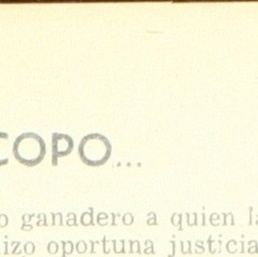 COPO...
o ganadero a quien la
izo oportuna justicia